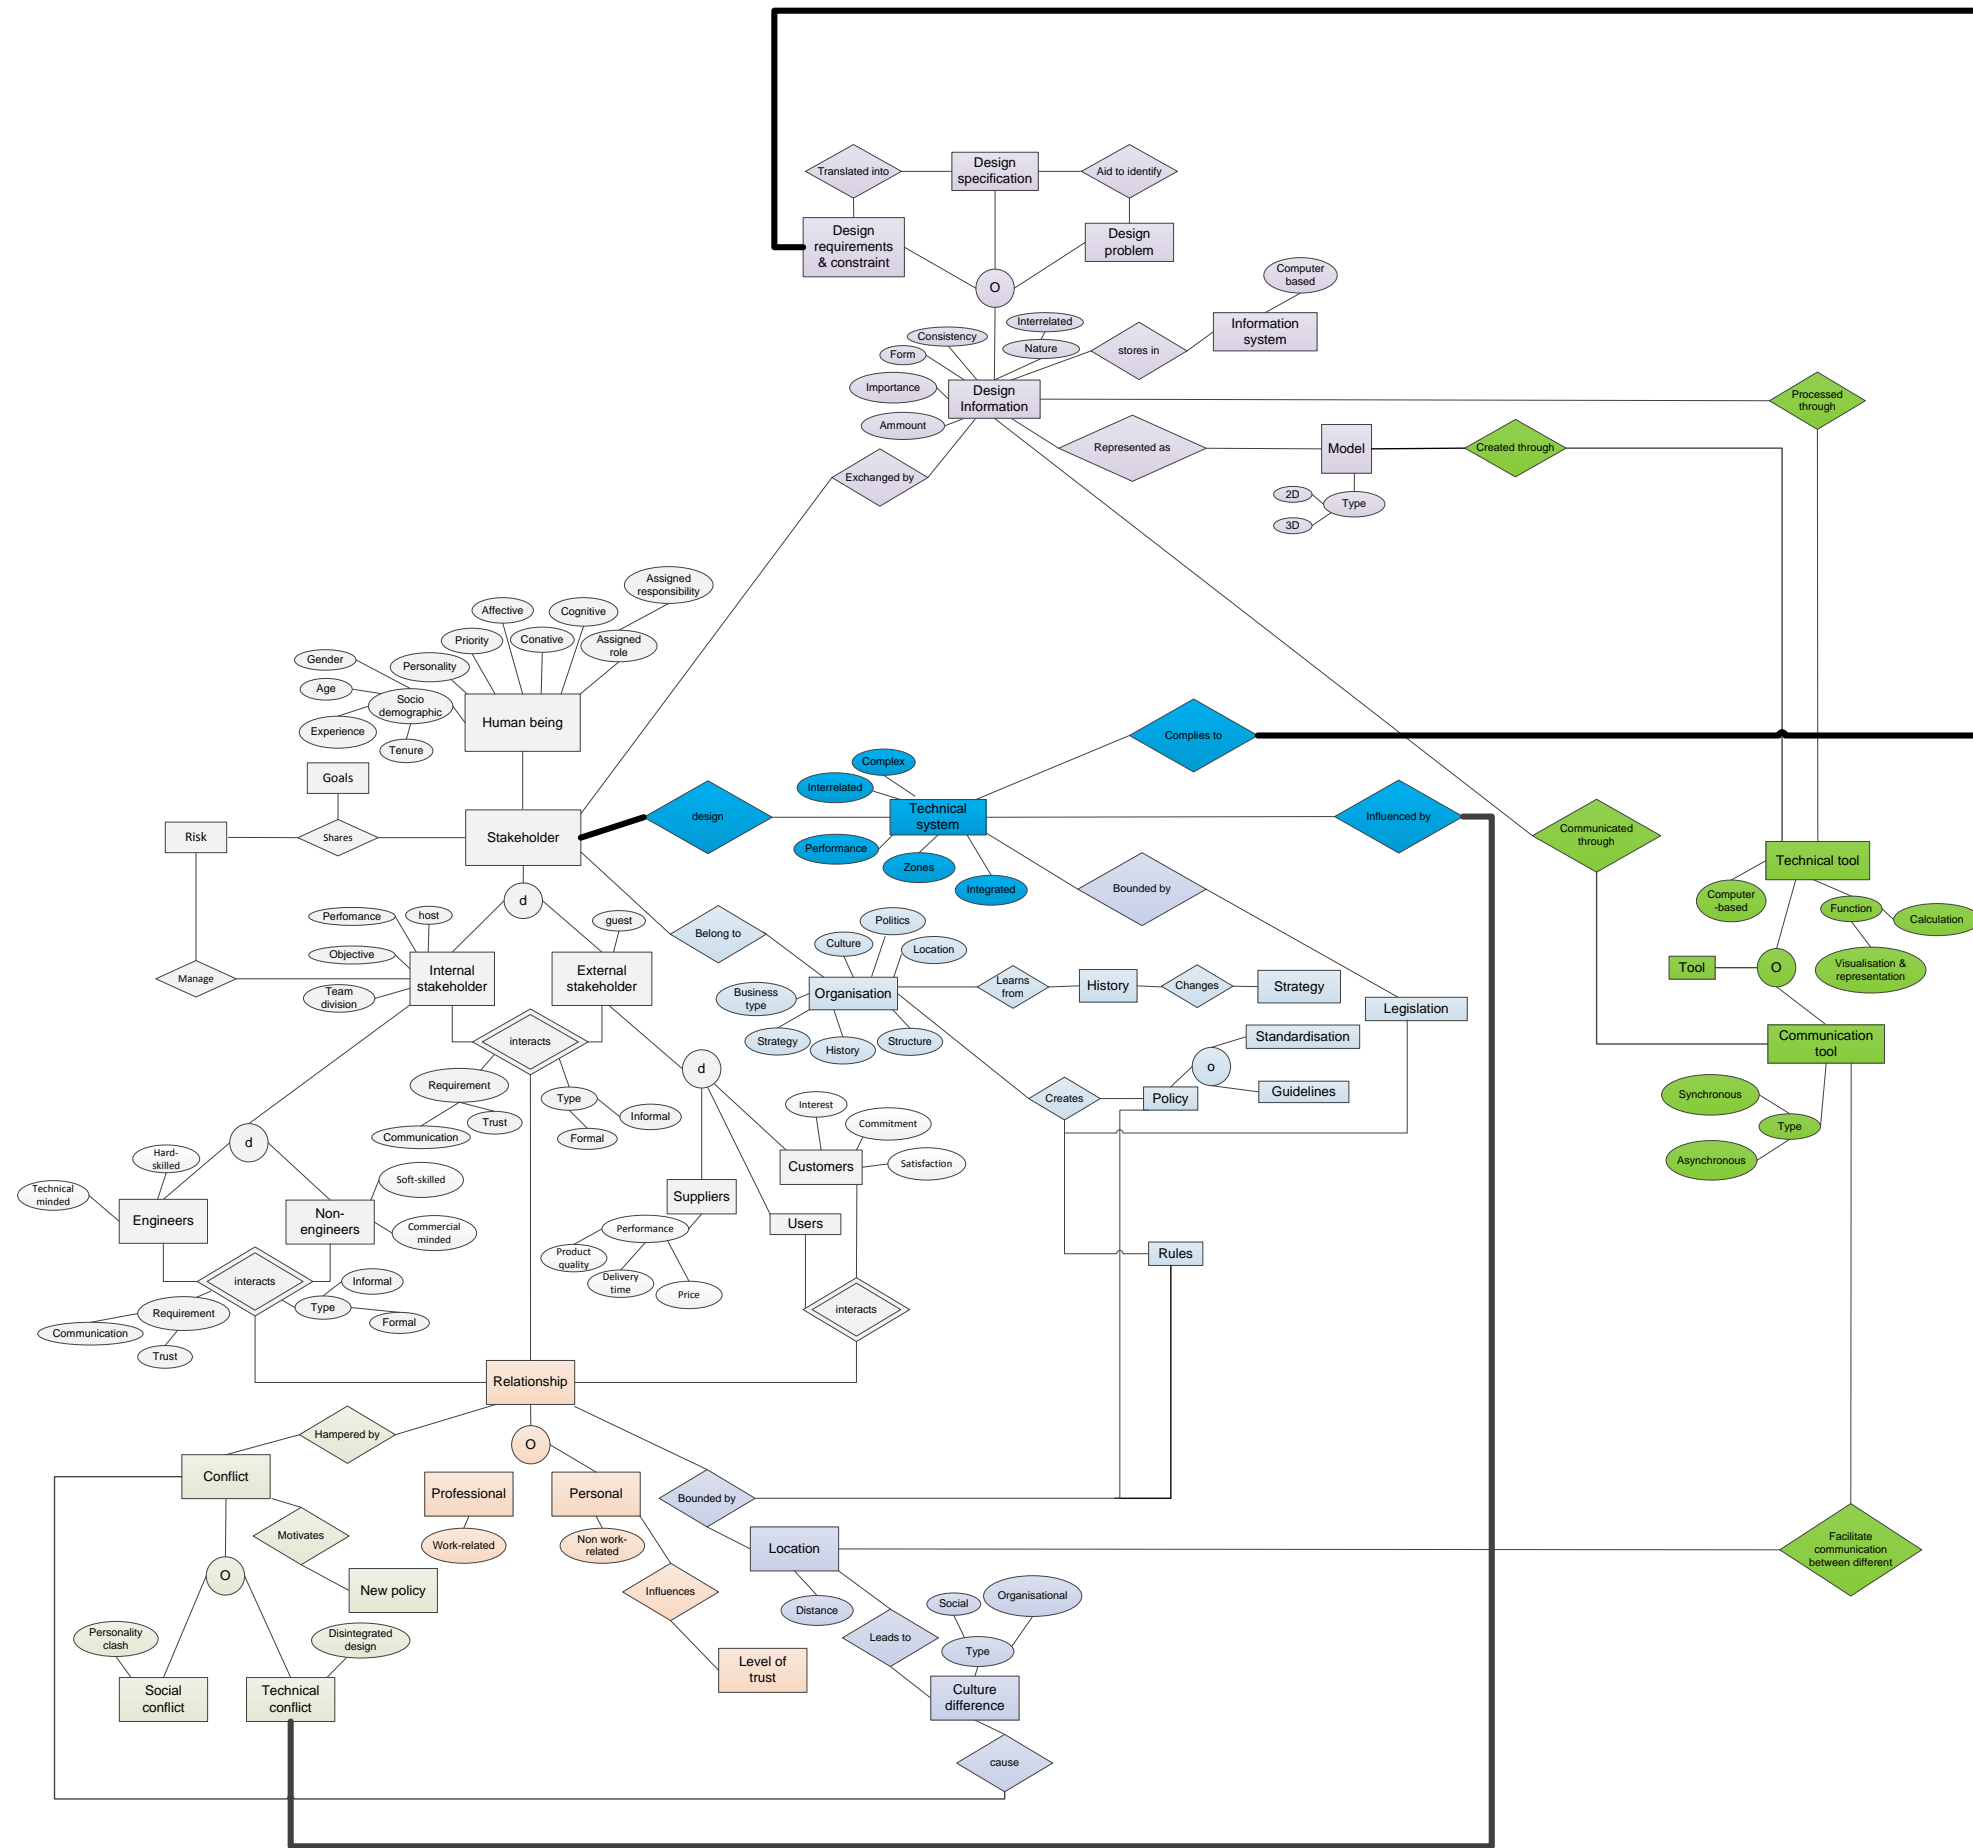 Translated into
Design
specification
Aid to identify
Design
requirements
& constraint
Design
problem
O
Computer
based
Information
system
Interrelated
Consistency
Nature
stores in
Form
Importance
Design
Information
Ammount
Processed
through
Represented as
Model
Created through
Exchanged by
2D
Type
3D
Assigned
responsibility
Affective
Cognitive
Priority
Conative
Assigned
role
Gender
Personality
Age
Socio
demographic
Human being
Experience
Tenure
Complies to
Goals
Complex
Interrelated
Technical
system
design
Influenced by
Risk
Shares
Stakeholder
Communicated
through
Performance
Zones
Integrated
Bounded by
Technical tool
Computer
-based
Function
Calculation
d
Perfomance
host
guest
Politics
Belong to
Culture
Location
Objective
Internal
stakeholder
External
stakeholder
Manage
Team
division
Tool
O
Visualisation &
representation
Business
type
Organisation
Learns
from
History
Changes
Strategy
Legislation
interacts
Strategy
History
Structure
Standardisation
Communication
tool
d
o
Requirement
Type
Informal
Creates
Policy
Guidelines
Interest
Synchronous
Communication
Trust
Formal
Commitment
Type
d
Hard-
skilled
Customers
Satisfaction
Asynchronous
Technical
minded
Soft-skilled
Suppliers
Engineers
Non-
engineers
Commercial
minded
Performance
Users
Product
quality
Rules
interacts
Informal
Delivery
time
Price
interacts
Requirement
Type
Formal
Communication
Trust
Relationship
Hampered by
O
Conflict
Professional
Personal
Bounded by
Motivates
Work-related
Non work-
related
Location
Facilitate
communication
between different
O
New policy
Influences
Distance
Social
Organisational
Personality
clash
Disintegrated
design
Leads to
Type
Level of
trust
Social
conflict
Technical
conflict
Culture
difference
cause